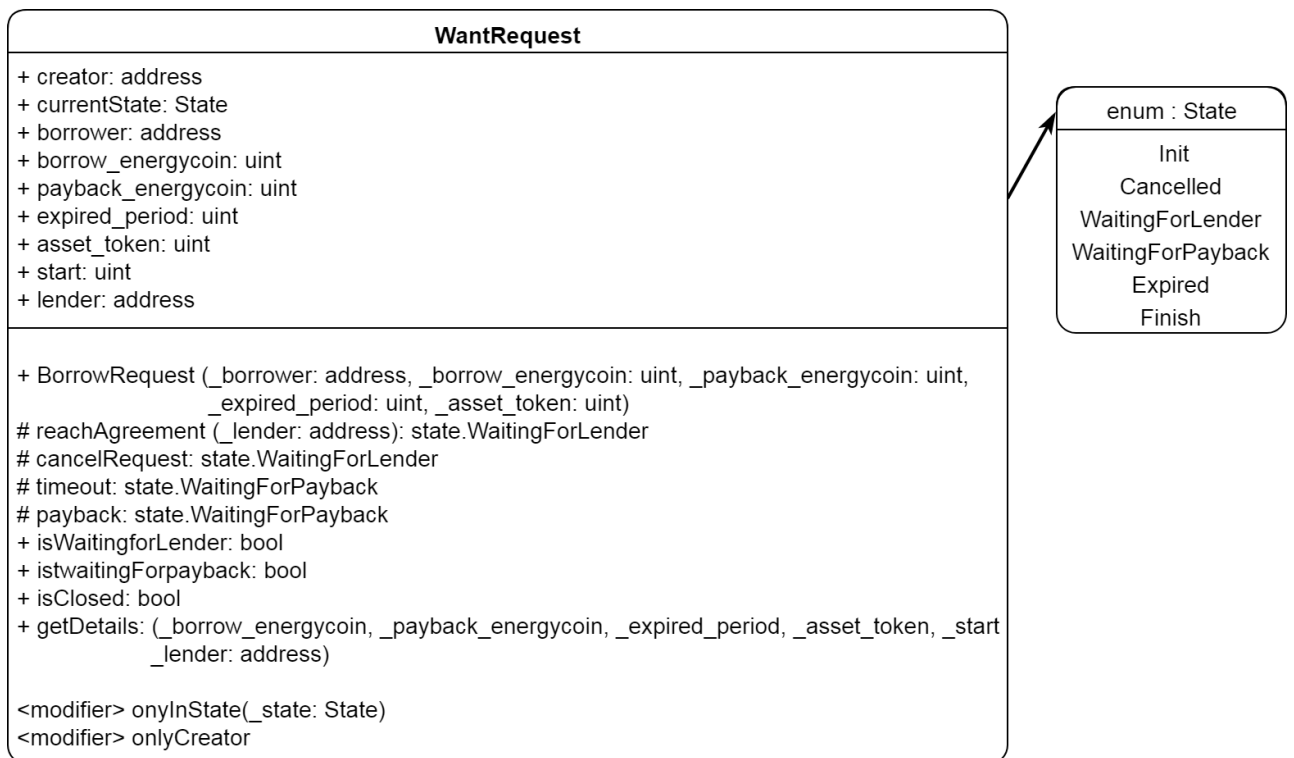 WantRequest
+ creator: address
+ currentState: State
+ borrower: address
+ borrow_energycoin: uint
+ payback_energycoin: uint
+ expired_period: uint
+ asset_token: uint
+ start: uint
+ lender: address
+ BorrowRequest (_borrower: address, _borrow_energycoin: uint, _payback_energycoin: uint,
_expired_period: uint, _asset_token: uint)
# reachAgreement (_lender: address): state.WaitingForLender
# cancelRequest: state.WaitingForLender
# timeout: state.WaitingForPayback
# payback: state.WaitingForPayback
+ isWaitingforLender: bool
+ istwaitingForpayback: bool
+ isClosed: bool
+ getDetails: (_borrow_energycoin, _payback_energycoin, _expired_period, _asset_token, _start
_lender: address)
<modifier> onyInState(_state: State)
<modifier> onlyCreator
enum : State
Init
Cancelled
WaitingForLender
WaitingForPayback
Expired
Finish